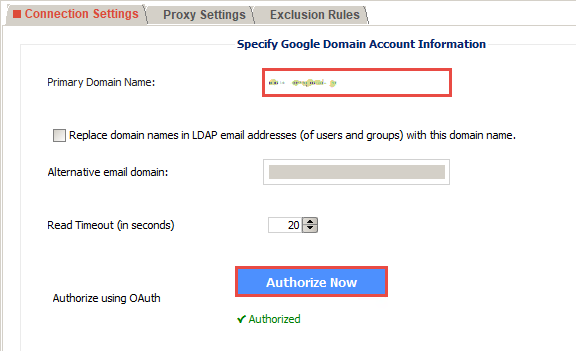 Connection Settings Proxy Settings Exclusion Rules
Specify Google Domain Account Information
Primary Domain Name:
Replace domain names in LDAP email addresses (of users and groups) with this domain name.
Alternative email domain:
Read Timeout (in seconds) 20
Authorize Now
Authorize using OAuth
Authorized